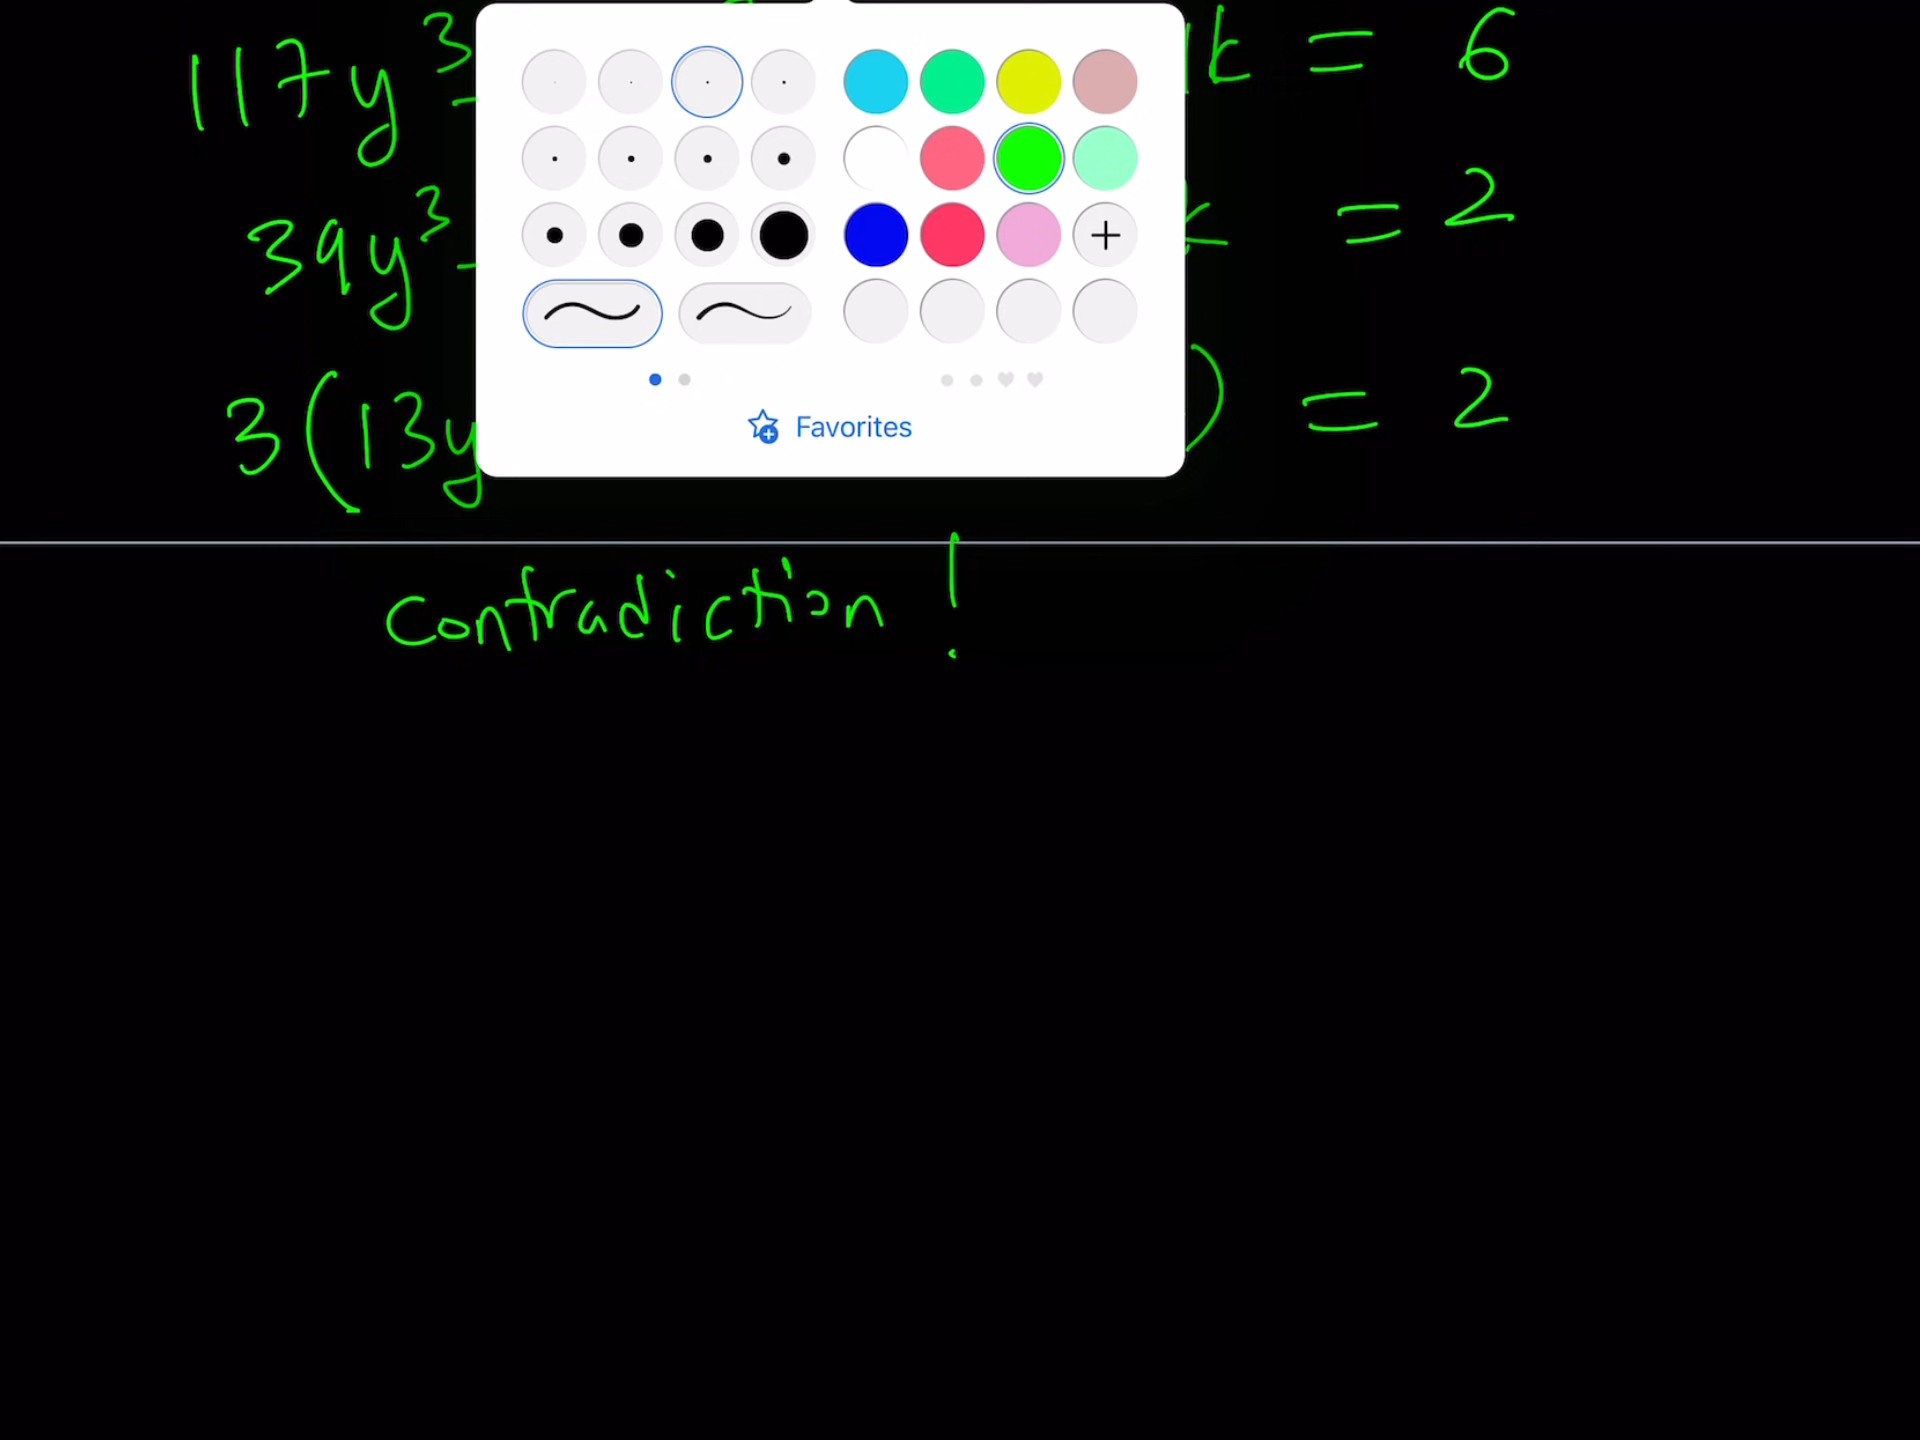 117y³ - k = 6
39y³ - k = 2
3(13y ) = 2
Favorites
Contradiction !